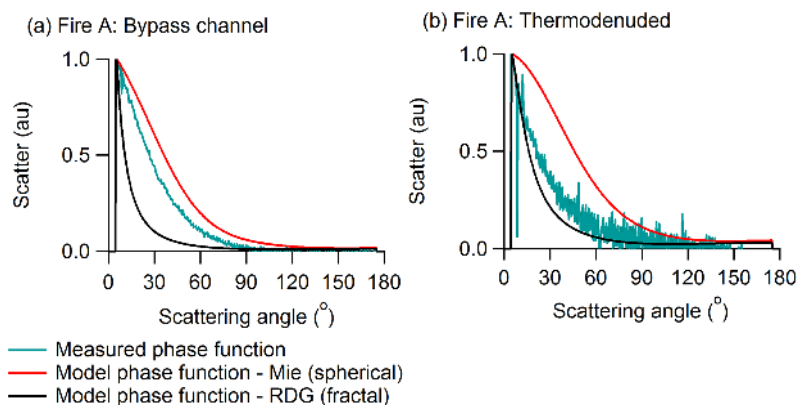 (a) Fire A: Bypass channel
1.0
0.5
0.0
Scatter (au)
0 30 60 90 120 150 180
Scattering angle (°)
(b) Fire A: Thermodenuded
1.0
0.5
0.0
Scatter (au)
0 30 60 90 120 150 180
Scattering angle (°)
Measured phase function
Model phase function - Mie (spherical)
Model phase function - RDG (fractal)